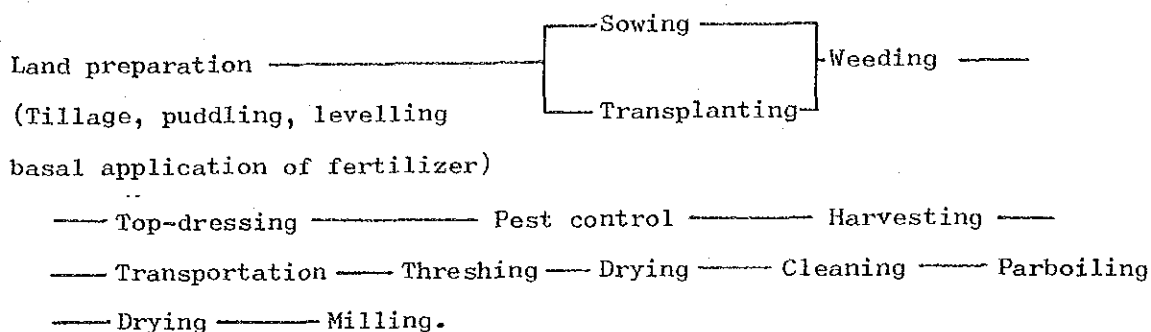 Sowing
Land preparation Weeding
(Tillage, puddling, levelling Transplanting
basal application of fertilizer)
Top-dressing Pest control Harvesting
Transportation Threshing Drying Cleaning Parboiling
Drying Milling.